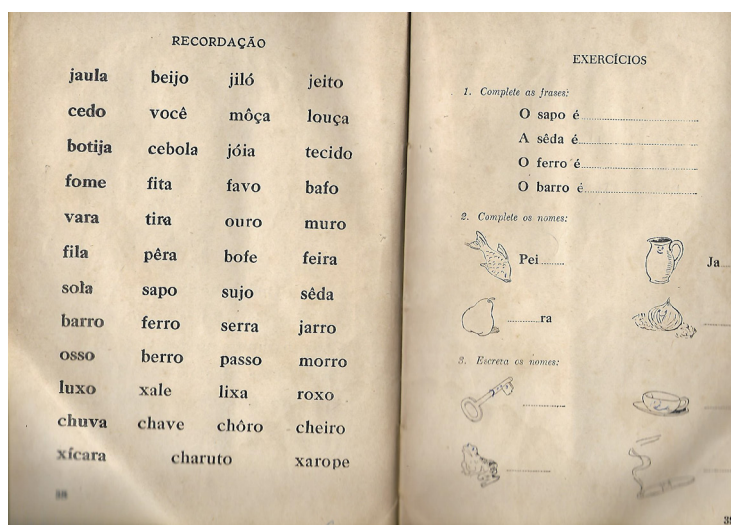 RECORDAÇÃO
jaula beijo jiló jeito
cedo você môça louça
botija cebola jóia tecido
fome fita favo bafo
vara tira ouro muro
fila pêra bofe feira
sola sapo sujo sêda
barro ferro serra jarro
osso berro passo morro
luxo xale lixa roxo
chuva chave chôro cheiro
xícara charuto xarope
38
EXERCÍCIOS
1. Complete as frases:
O sapo é
A sêda é
O ferro é
O barro é
2. Complete os nomes:
Pei Ja
ra
3. Escreva os nomes: